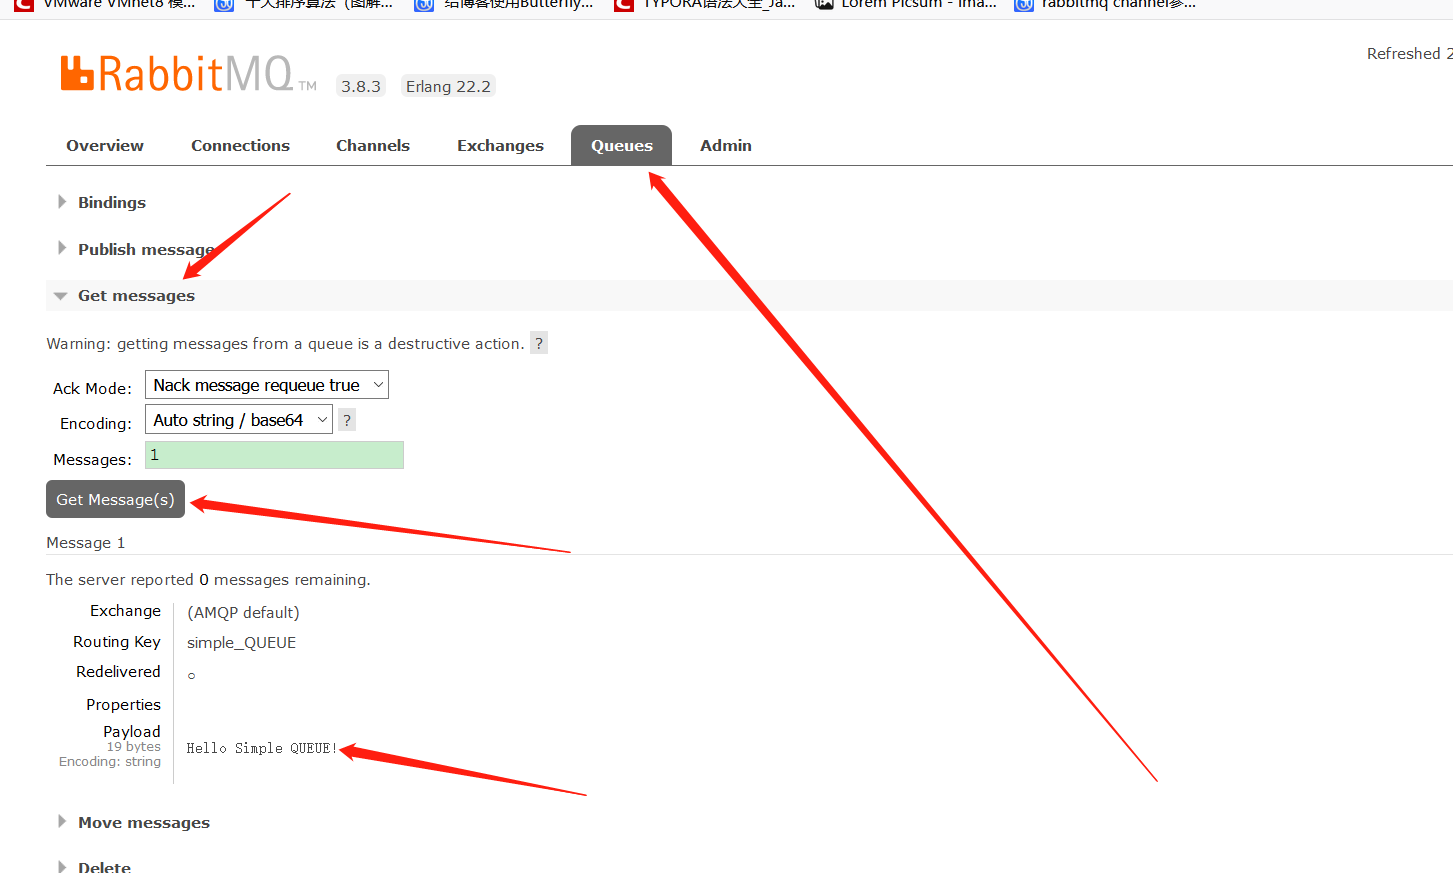 VMware VMnet8 模... 十大排序算法（图解... 给博客使用Butterfly... TYPORA语法大全_Ja... Lorem Picsum - Ima... rabbitmq channel参...
Refreshed 2
RabbitMQ TM 3.8.3 Erlang 22.2
Overview Connections Channels Exchanges Queues Admin
Bindings
Publish message
Get messages
Warning: getting messages from a queue is a destructive action. ?
Ack Mode: Nack message requeue true
Encoding: Auto string / base64 ?
Messages: 1
Get Message(s)
Message 1
The server reported 0 messages remaining.
Exchange (AMQP default)
Routing Key simple_QUEUE
Redelivered ○
Properties
Payload
19 bytes
Encoding: string
Hello Simple QUEUE!
Move messages
Delete